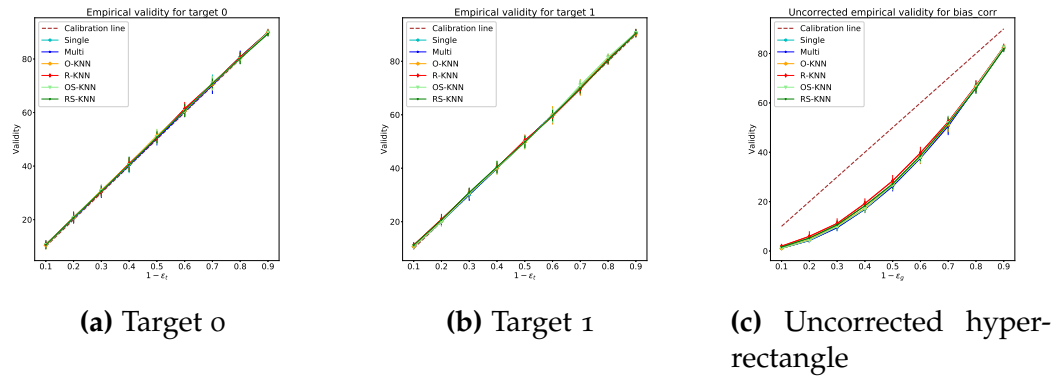 Empirical validity for target 0
Calibration line
Single
Multi
O-KNN
R-KNN
OS-KNN
RS-KNN
Validity
80
60
40
20
0.1 0.2 0.3 0.4 0.5 0.6 0.7 0.8 0.9
1 − ε_t
(a) Target 0
Empirical validity for target 1
Calibration line
Single
Multi
O-KNN
R-KNN
OS-KNN
RS-KNN
Validity
80
60
40
20
0.1 0.2 0.3 0.4 0.5 0.6 0.7 0.8 0.9
1 − ε_t
(b) Target 1
Uncorrected empirical validity for bias_corr
Calibration line
Single
Multi
O-KNN
R-KNN
OS-KNN
RS-KNN
Validity
80
60
40
20
0
0.1 0.2 0.3 0.4 0.5 0.6 0.7 0.8 0.9
1 − ε_g
(c) Uncorrected hyper-
rectangle